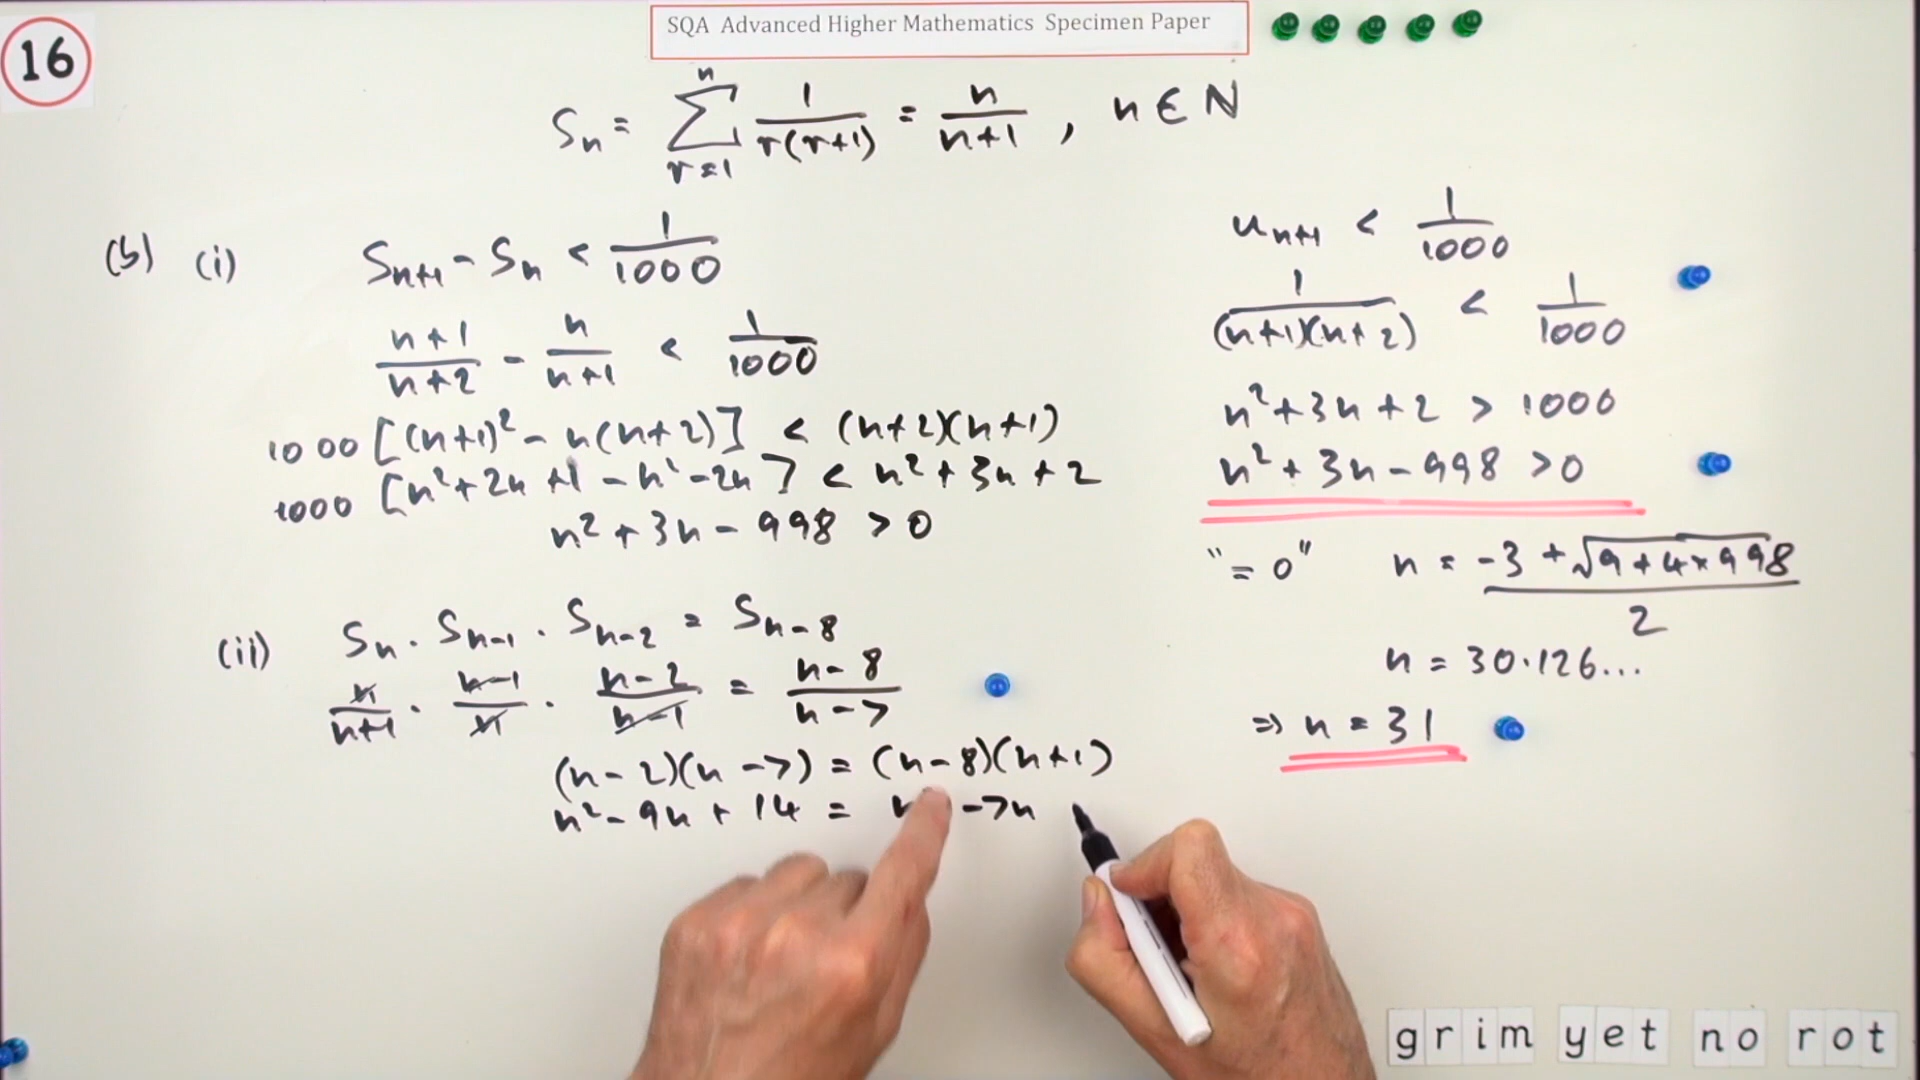 SQA Advanced Higher Mathematics Specimen Paper
16
Sₙ = ∑ⁿᵣ₌₁ 1/(r(r+1)) = n/(n+1) , n ∈ ℕ
(b) (i) Sₙ₊₁ - Sₙ < 1/1000
(n+1)/(n+2) - n/(n+1) < 1/1000
1000 [(n+1)² - n(n+2)] < (n+2)(n+1)
1000 [n² + 2n + 1 - n² - 2n] < n² + 3n + 2
n² + 3n - 998 > 0
(ii) Sₙ . Sₙ₋₁ . Sₙ₋₂ = Sₙ₋₈
n/(n+1) . (n-1)/n . (n-2)/(n-1) = (n-8)/(n-7)
(n-2)(n-7) = (n-8)(n+1)
n² - 9n + 14 = n -7n
uₙ₊₁ < 1/1000
1/((n+1)(n+2)) < 1/1000
n² + 3n + 2 > 1000
n² + 3n - 998 > 0
"= 0" n = (-3 + √(9 + 4×998))/2
n = 30.126...
⇒ n = 31
grim yet no rot